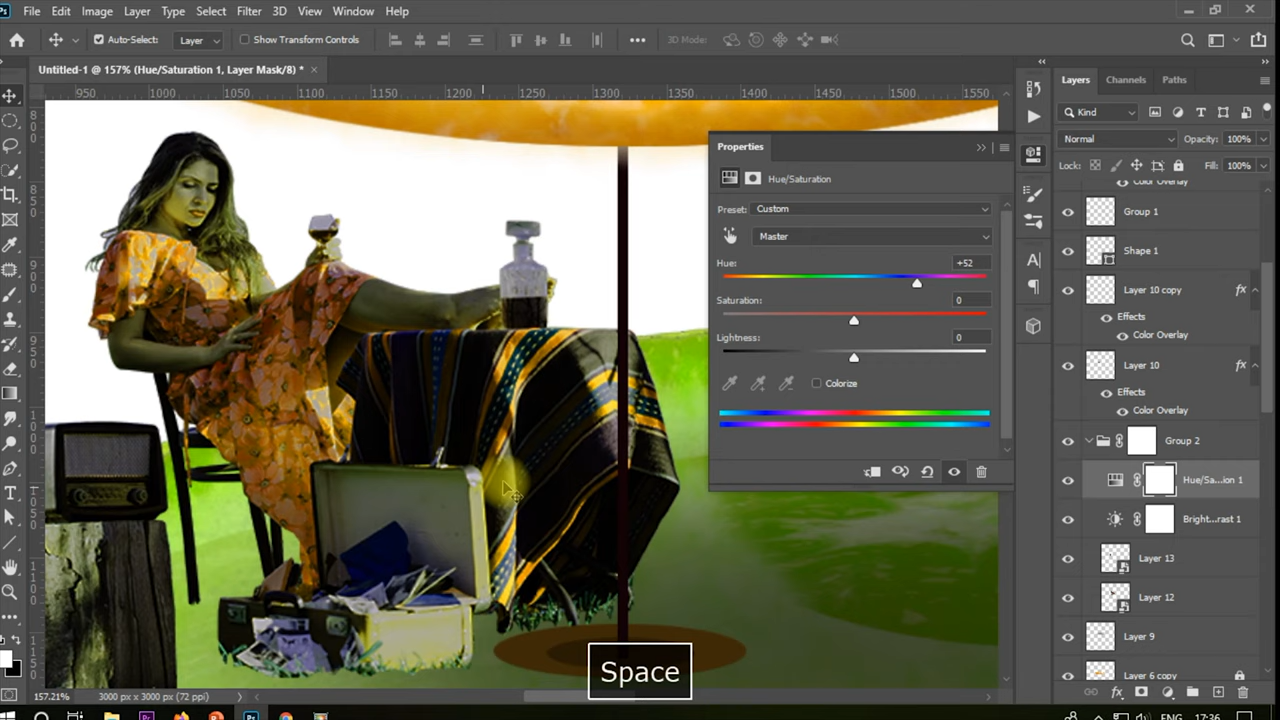 File Edit Image Layer Type Select Filter 3D View Window Help
Auto-Select: Layer Show Transform Controls 3D Mode:
Untitled-1 @ 157% (Hue/Saturation 1, Layer Mask/8) *
950 1000 1050 1100 1150 1200 1250 1300 1350 1400 1450 1500 1550
Layers Channels Paths
Kind
Normal Opacity: 100%
Lock: Fill: 100%
Color Overlay
Group 1
Shape 1
Layer 10 copy fx
Effects
Color Overlay
Layer 10 fx
Effects
Color Overlay
Group 2
Hue/Sa...ion 1
Bright...rast 1
Layer 13
Layer 12
Layer 9
Layer 6 copy
Properties
Hue/Saturation
Preset: Custom
Master
Hue: +52
Saturation: 0
Lightness: 0
Colorize
Space
157.21% 3000 px x 3000 px (72 ppi)
ENG 17:36